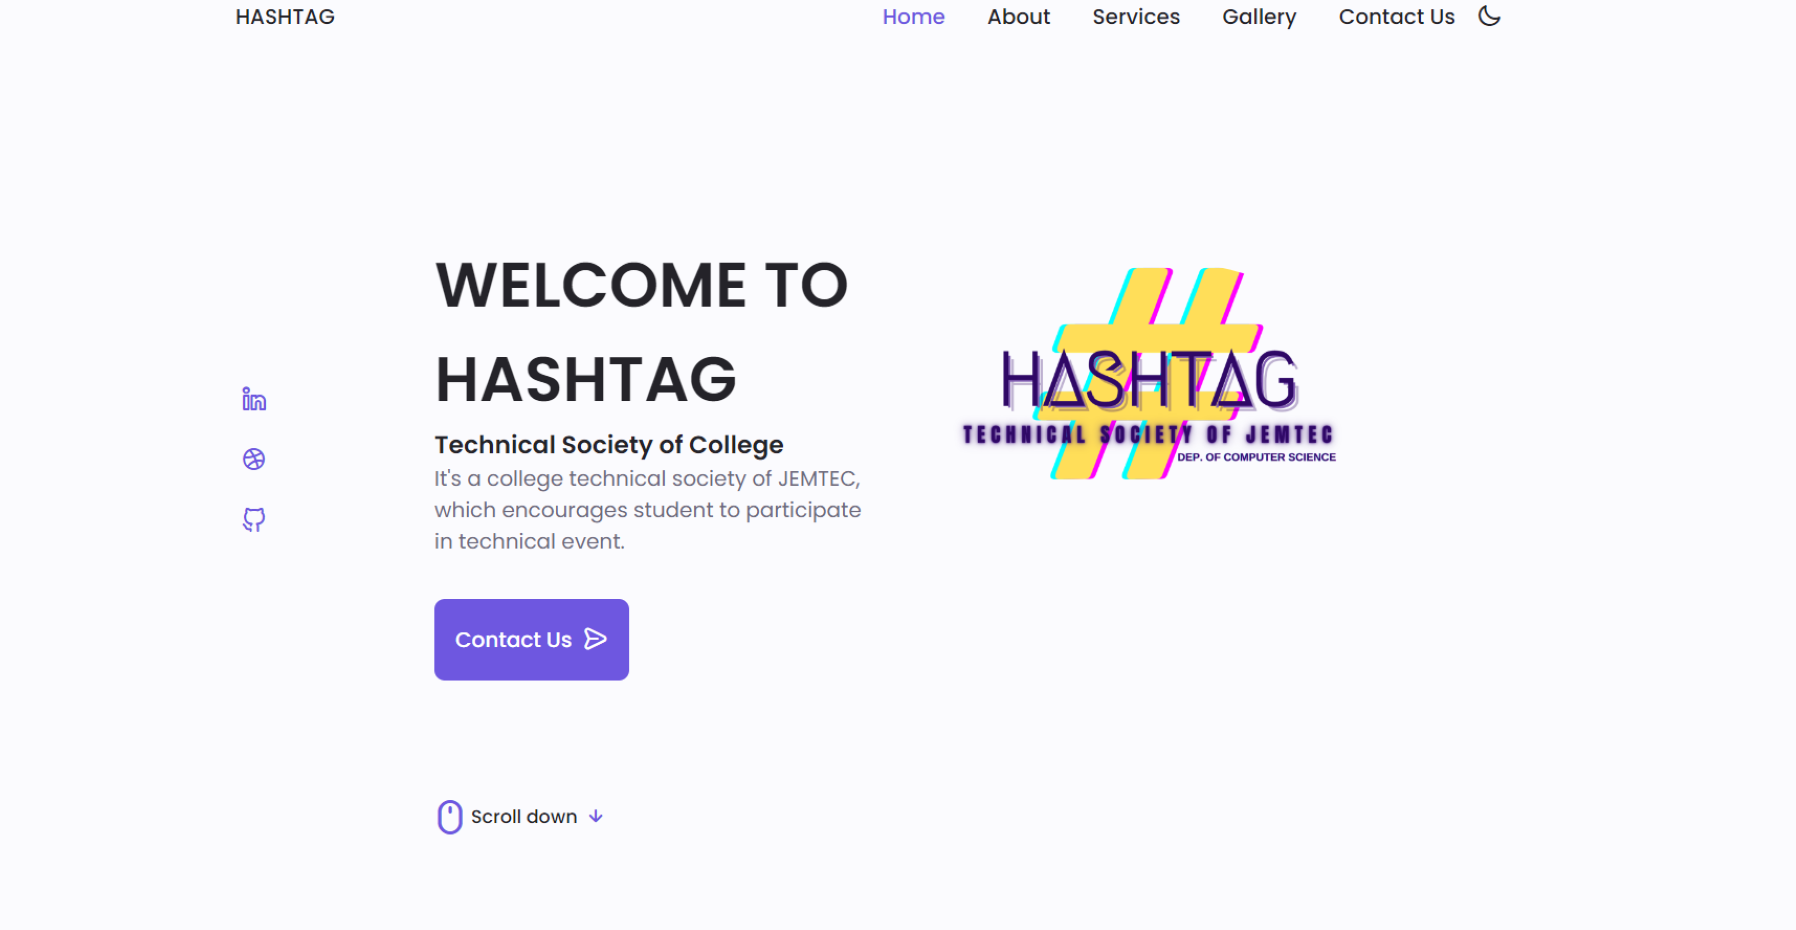 HASHTAG
Home About Services Gallery Contact Us
WELCOME TO
HASHTAG
Technical Society of College
It's a college technical society of JEMTEC,
which encourages student to participate
in technical event.
Contact Us
Scroll down
HASHTAG
TECHNICAL SOCIETY OF JEMTEC
DEP. OF COMPUTER SCIENCE